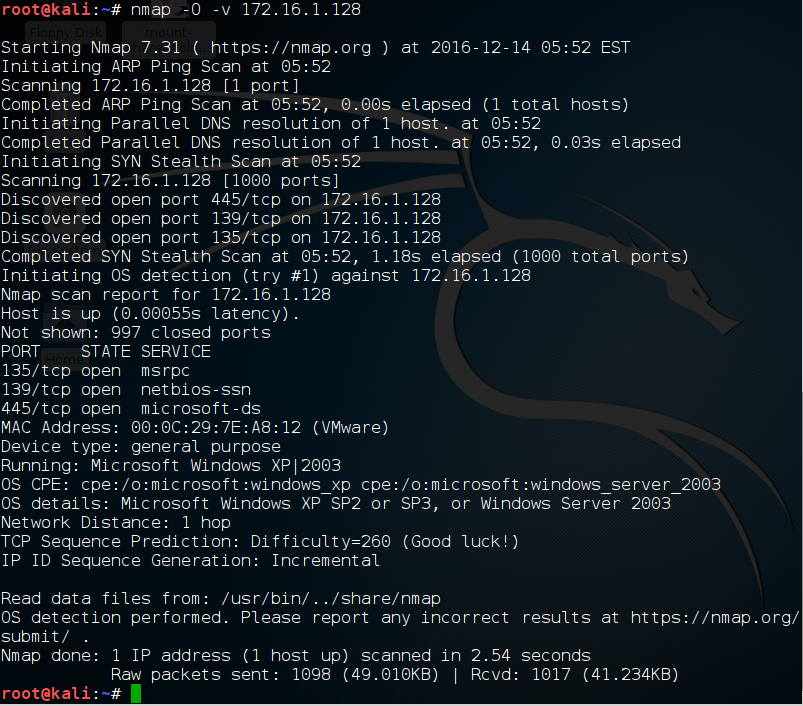 root@kali:~# nmap -O -v 172.16.1.128
Floppy Disk
mount-
Starting Nmap 7.31 ( https://nmap.org ) at 2016-12-14 05:52 EST
Initiating ARP Ping Scan at 05:52
Scanning 172.16.1.128 [1 port]
Completed ARP Ping Scan at 05:52, 0.00s elapsed (1 total hosts)
Initiating Parallel DNS resolution of 1 host. at 05:52
Completed Parallel DNS resolution of 1 host. at 05:52, 0.03s elapsed
Initiating SYN Stealth Scan at 05:52
Scanning 172.16.1.128 [1000 ports]
Discovered open port 445/tcp on 172.16.1.128
Discovered open port 139/tcp on 172.16.1.128
Discovered open port 135/tcp on 172.16.1.128
Completed SYN Stealth Scan at 05:52, 1.18s elapsed (1000 total ports)
Initiating OS detection (try #1) against 172.16.1.128
Nmap scan report for 172.16.1.128
Host is up (0.00055s latency).
Not shown: 997 closed ports
PORT    STATE SERVICE
Home
135/tcp open  msrpc
139/tcp open  netbios-ssn
445/tcp open  microsoft-ds
MAC Address: 00:0C:29:7E:A8:12 (VMware)
Device type: general purpose
Running: Microsoft Windows XP|2003
OS CPE: cpe:/o:microsoft:windows_xp cpe:/o:microsoft:windows_server_2003
OS details: Microsoft Windows XP SP2 or SP3, or Windows Server 2003
Network Distance: 1 hop
TCP Sequence Prediction: Difficulty=260 (Good luck!)
IP ID Sequence Generation: Incremental
Read data files from: /usr/bin/../share/nmap
OS detection performed. Please report any incorrect results at https://nmap.org/
submit/ .
Nmap done: 1 IP address (1 host up) scanned in 2.54 seconds
           Raw packets sent: 1098 (49.010KB) | Rcvd: 1017 (41.234KB)
root@kali:~#